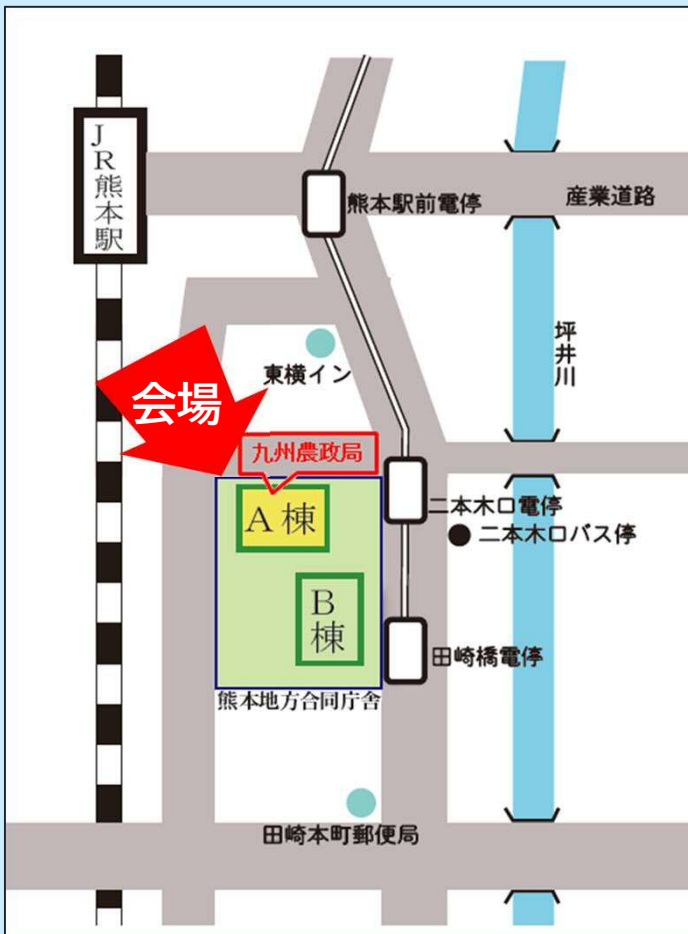 JR熊本駅
熊本駅前電停
産業道路
坪井川
東横イン
会場
九州農政局
A棟
二本木口電停
二本木口バス停
B棟
田崎橋電停
熊本地方合同庁舎
田崎本町郵便局